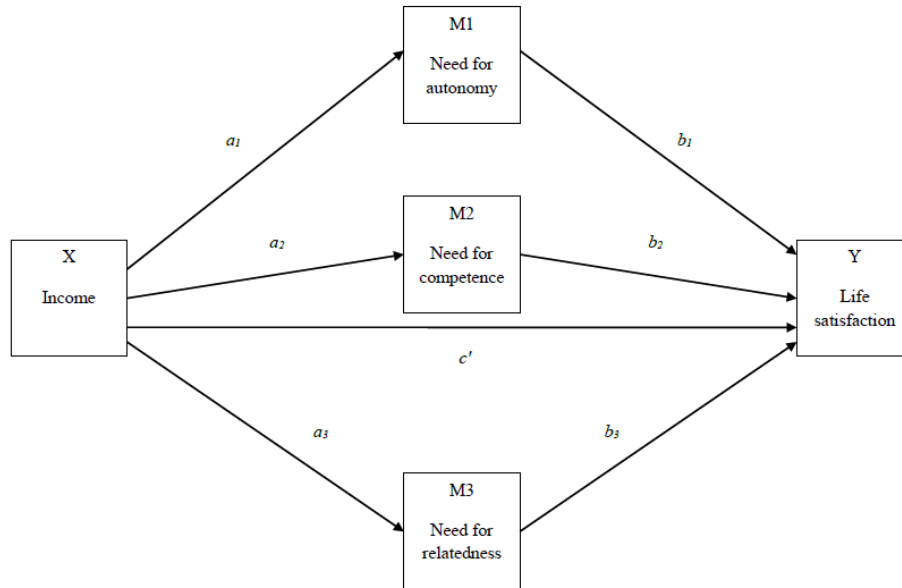 M1
Need for
autonomy
a₁
b₁
M2
Need for
competence
a₂
b₂
X
Income
Y
Life
satisfaction
c'
a₃
b₃
M3
Need for
relatedness